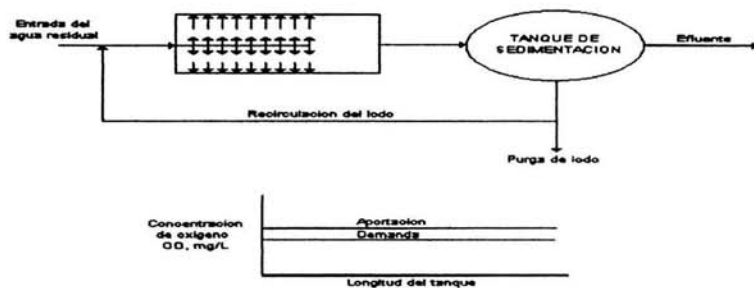 Entrada del
agua residual
TANQUE DE
SEDIMENTACION
Efluente
Recirculacion del lodo
Purga de lodo
Concentracion
de oxigeno
OD, mg/L
Aportacion
Demanda
Longitud del tanque